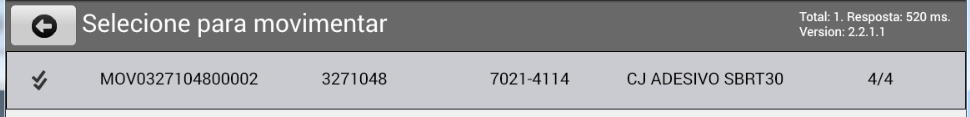 Selecione para movimentar
Total: 1. Resposta: 520 ms.
Version: 2.2.1.1
MOV0327104800002 3271048 7021-4114 CJ ADESIVO SBRT30 4/4